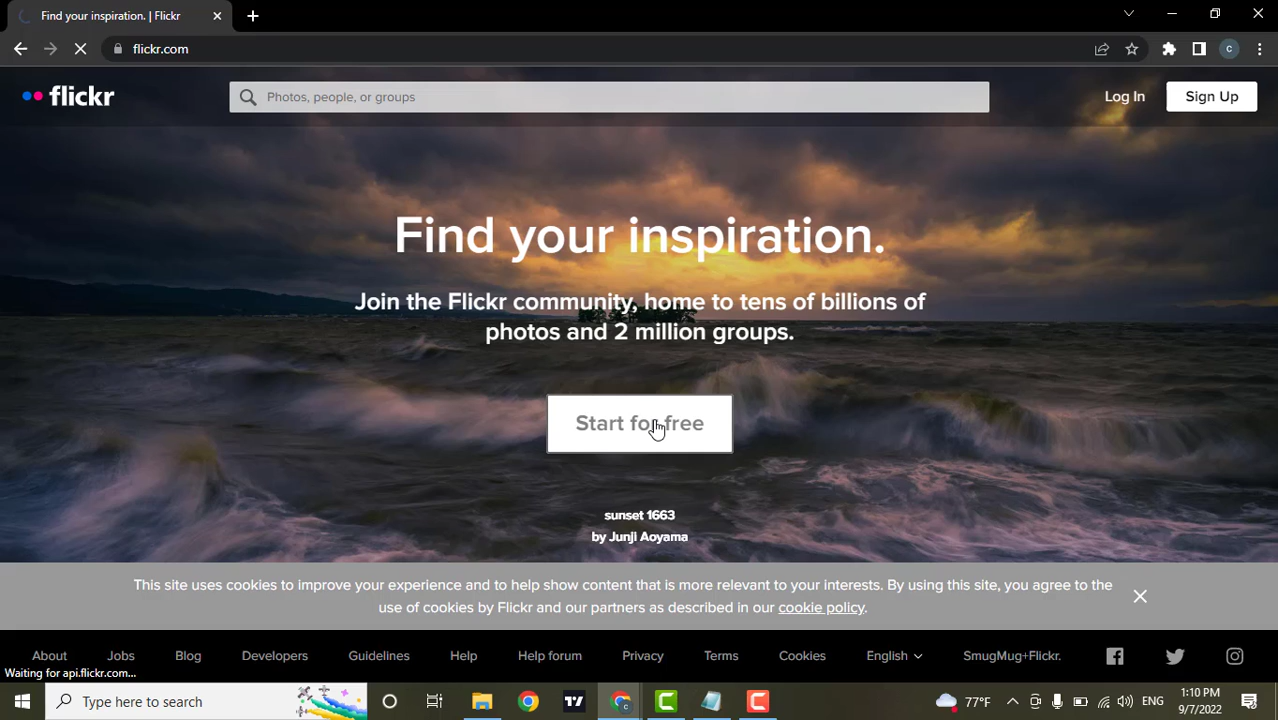 Find your inspiration. | Flickr
flickr.com
c
flickr
Photos, people, or groups
Log In
Sign Up
Find your inspiration.
Join the Flickr community, home to tens of billions of
photos and 2 million groups.
Start for free
sunset 1663
by Junji Aoyama
This site uses cookies to improve your experience and to help show content that is more relevant to your interests. By using this site, you agree to the
use of cookies by Flickr and our partners as described in our cookie policy.
About Jobs Blog Developers Guidelines Help Help forum Privacy Terms Cookies English SmugMug+Flickr.
Waiting for api.flickr.com...
Type here to search
77°F
ENG
1:10 PM
9/7/2022